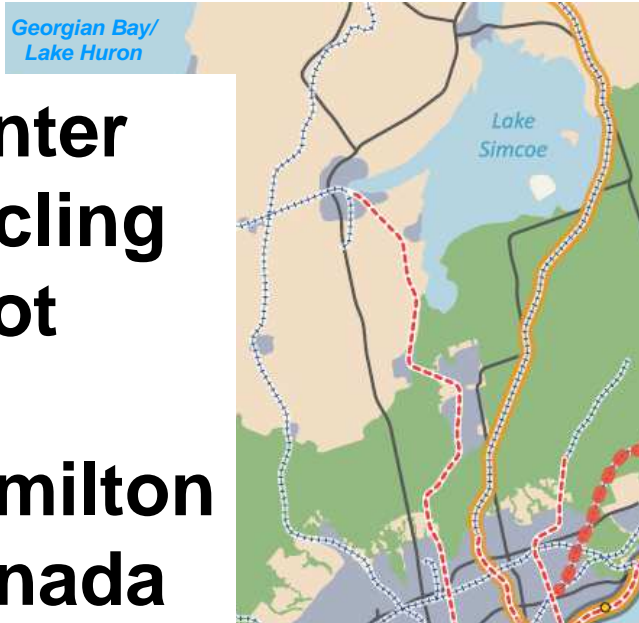 Georgian Bay/
Lake Huron
Lake
Simcoe
nter
cling
ot
milton
nada